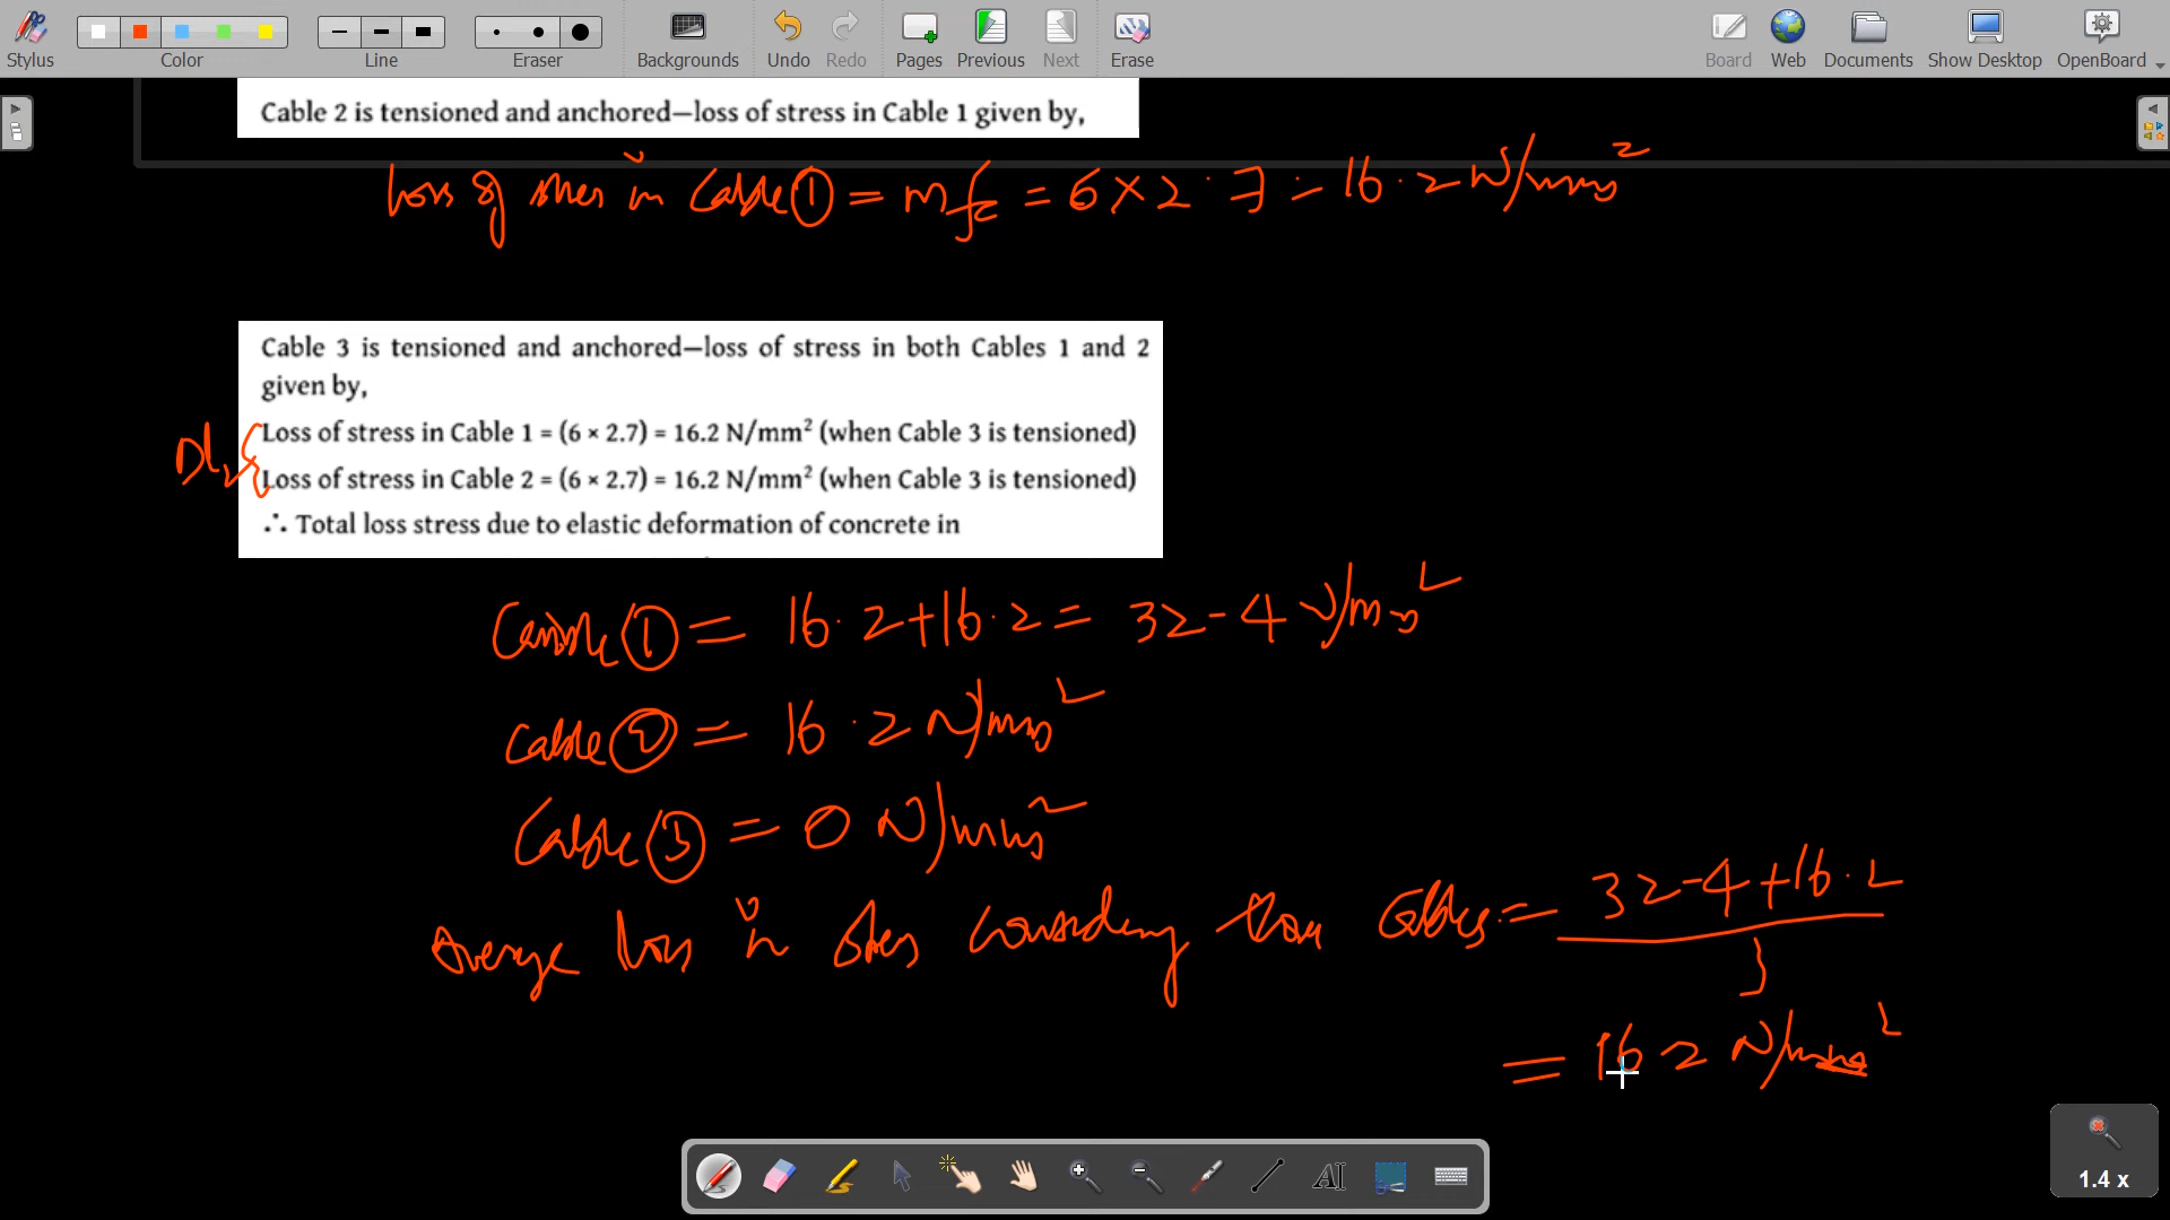 Stylus Color Line Eraser Backgrounds Undo Redo Pages Previous Next Erase Board Web Documents Show Desktop OpenBoard
Cable 2 is tensioned and anchored—loss of stress in Cable 1 given by,
loss of stress in Cable ① = m fc = 6 × 2.7 = 16.2 N/mm²
Cable 3 is tensioned and anchored—loss of stress in both Cables 1 and 2
given by,
Loss of stress in Cable 1 = (6 × 2.7) = 16.2 N/mm² (when Cable 3 is tensioned)
Loss of stress in Cable 2 = (6 × 2.7) = 16.2 N/mm² (when Cable 3 is tensioned)
∴ Total loss stress due to elastic deformation of concrete in
Cable ① = 16.2+16.2 = 32.4 N/mm²
Cable ② = 16.2 N/mm²
Cable ③ = 0 N/mm²
Average loss in stress considering three Cables = 32.4+16.2
3
= 16.2 N/mm²
AI
1.4 x